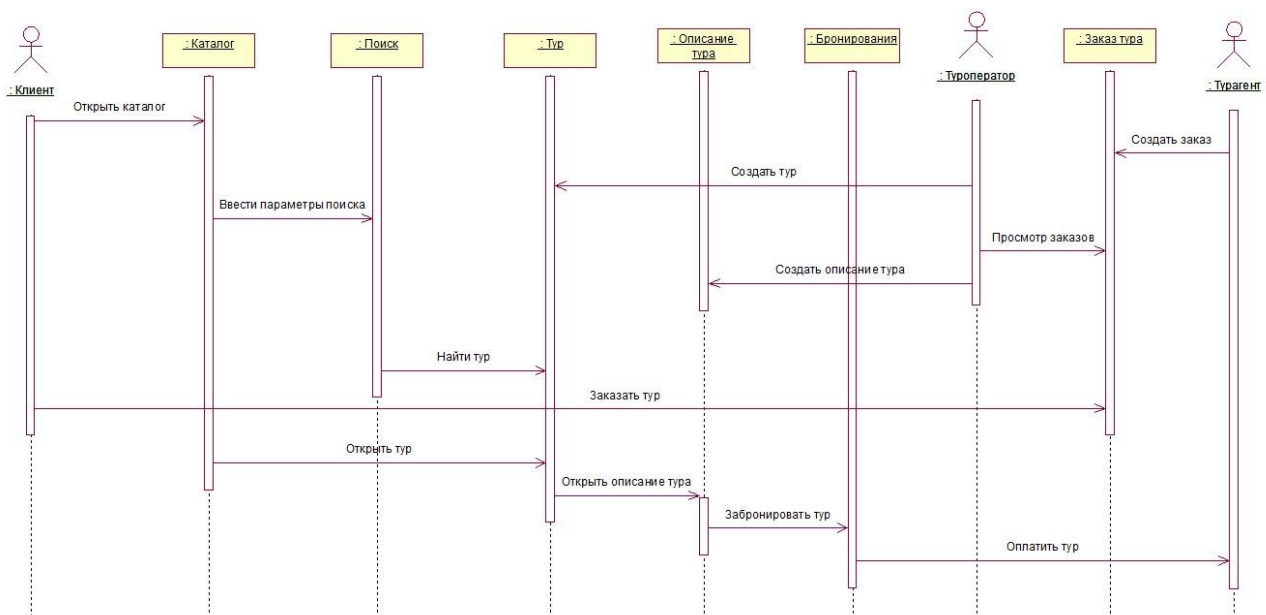 : Каталог
: Поиск
: Тур
: Описание
тура
: Бронирования
: Заказ тура
: Клиент
: Туроператор
: Турагент
Открыть каталог
Создать заказ
Создать тур
Ввести параметры поиска
Просмотр заказов
Создать описание тура
Найти тур
Заказать тур
Открыть тур
Открыть описание тура
Забронировать тур
Оплатить тур